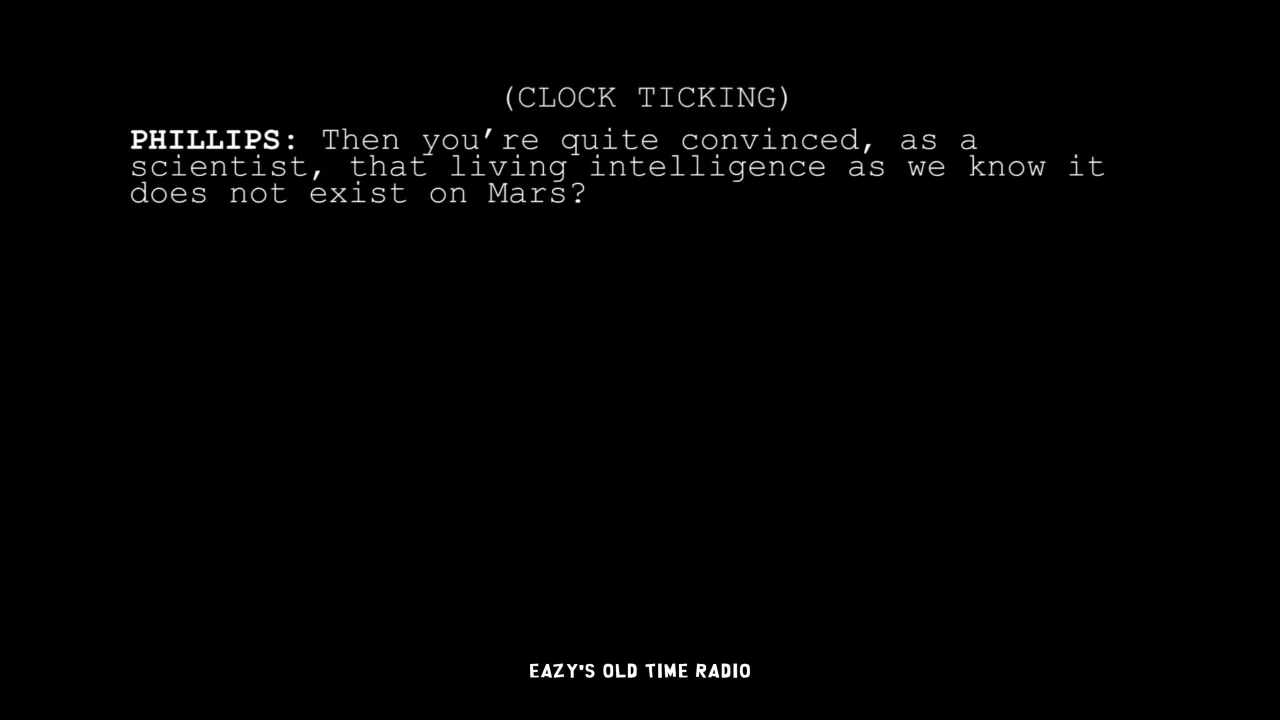 (CLOCK TICKING)
PHILLIPS: Then you’re quite convinced, as a
scientist, that living intelligence as we know it
does not exist on Mars?
EAZY'S OLD TIME RADIO